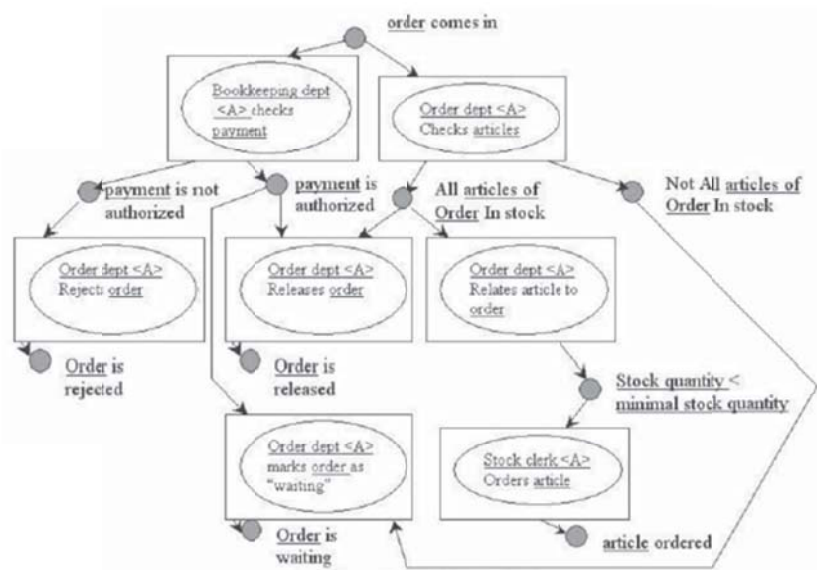 order comes in
Bookkeeping dept
<A> checks
payment
Order dept <A>
Checks articles
payment is not
authorized
payment is
authorized
All articles of
Order In stock
Not All articles of
Order In stock
Order dept <A>
Rejects order
Order dept <A>
Releases order
Order dept <A>
Relates article to
order
Order is
rejected
Order is
released
Stock quantity <
minimal stock quantity
Order dept <A>
marks order as
"waiting"
Stock clerk <A>
Orders article
Order is
waiting
article ordered